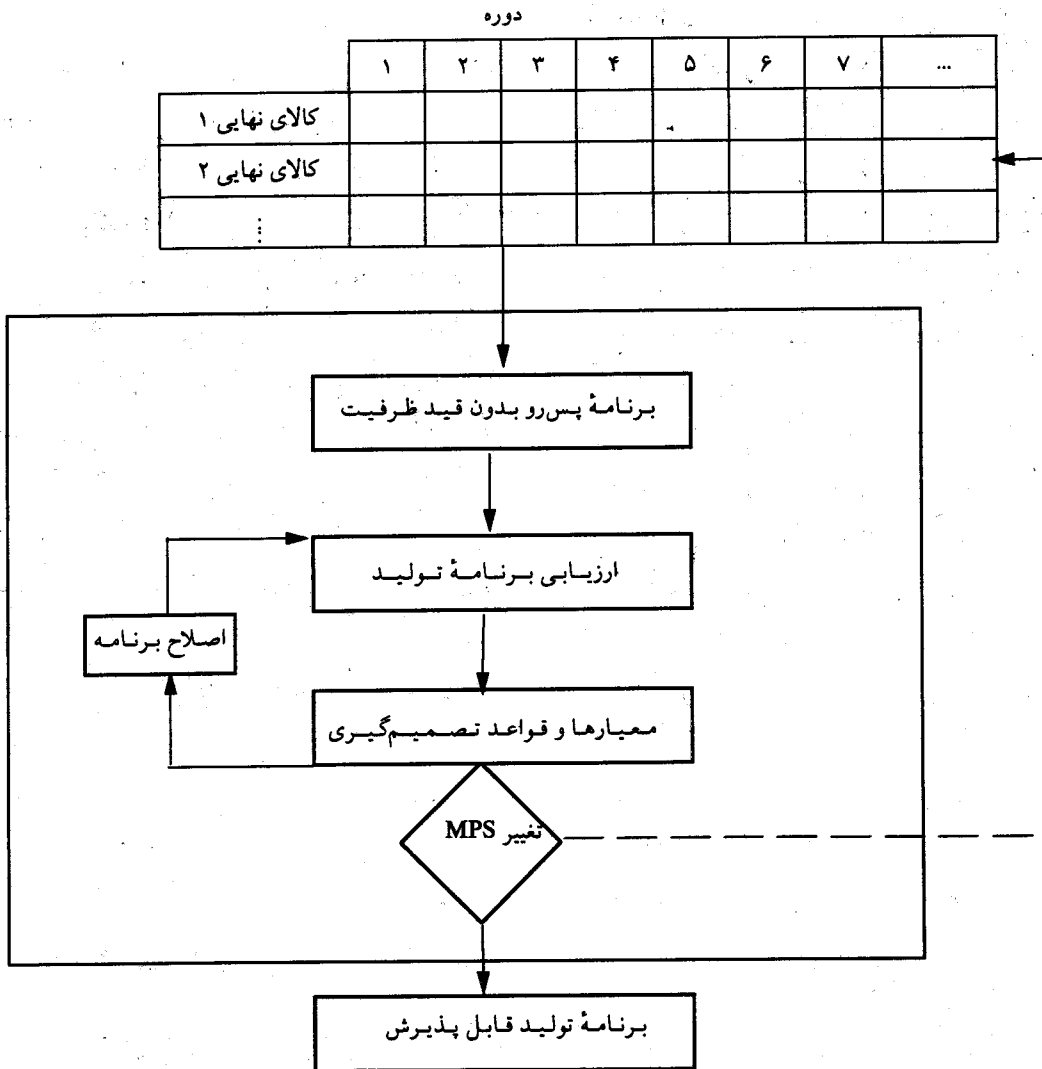 دوره
۱ ۲ ۳ ۴ ۵ ۶ ۷ ...
کالای نهایی ۱
کالای نهایی ۲
⋮
برنامهٔ پس‌رو بدون قید ظرفیت
ارزیابی برنامهٔ تولید
اصلاح برنامه
معیارها و قواعد تصمیم‌گیری
تغییر MPS
برنامهٔ تولید قابل پذیرش